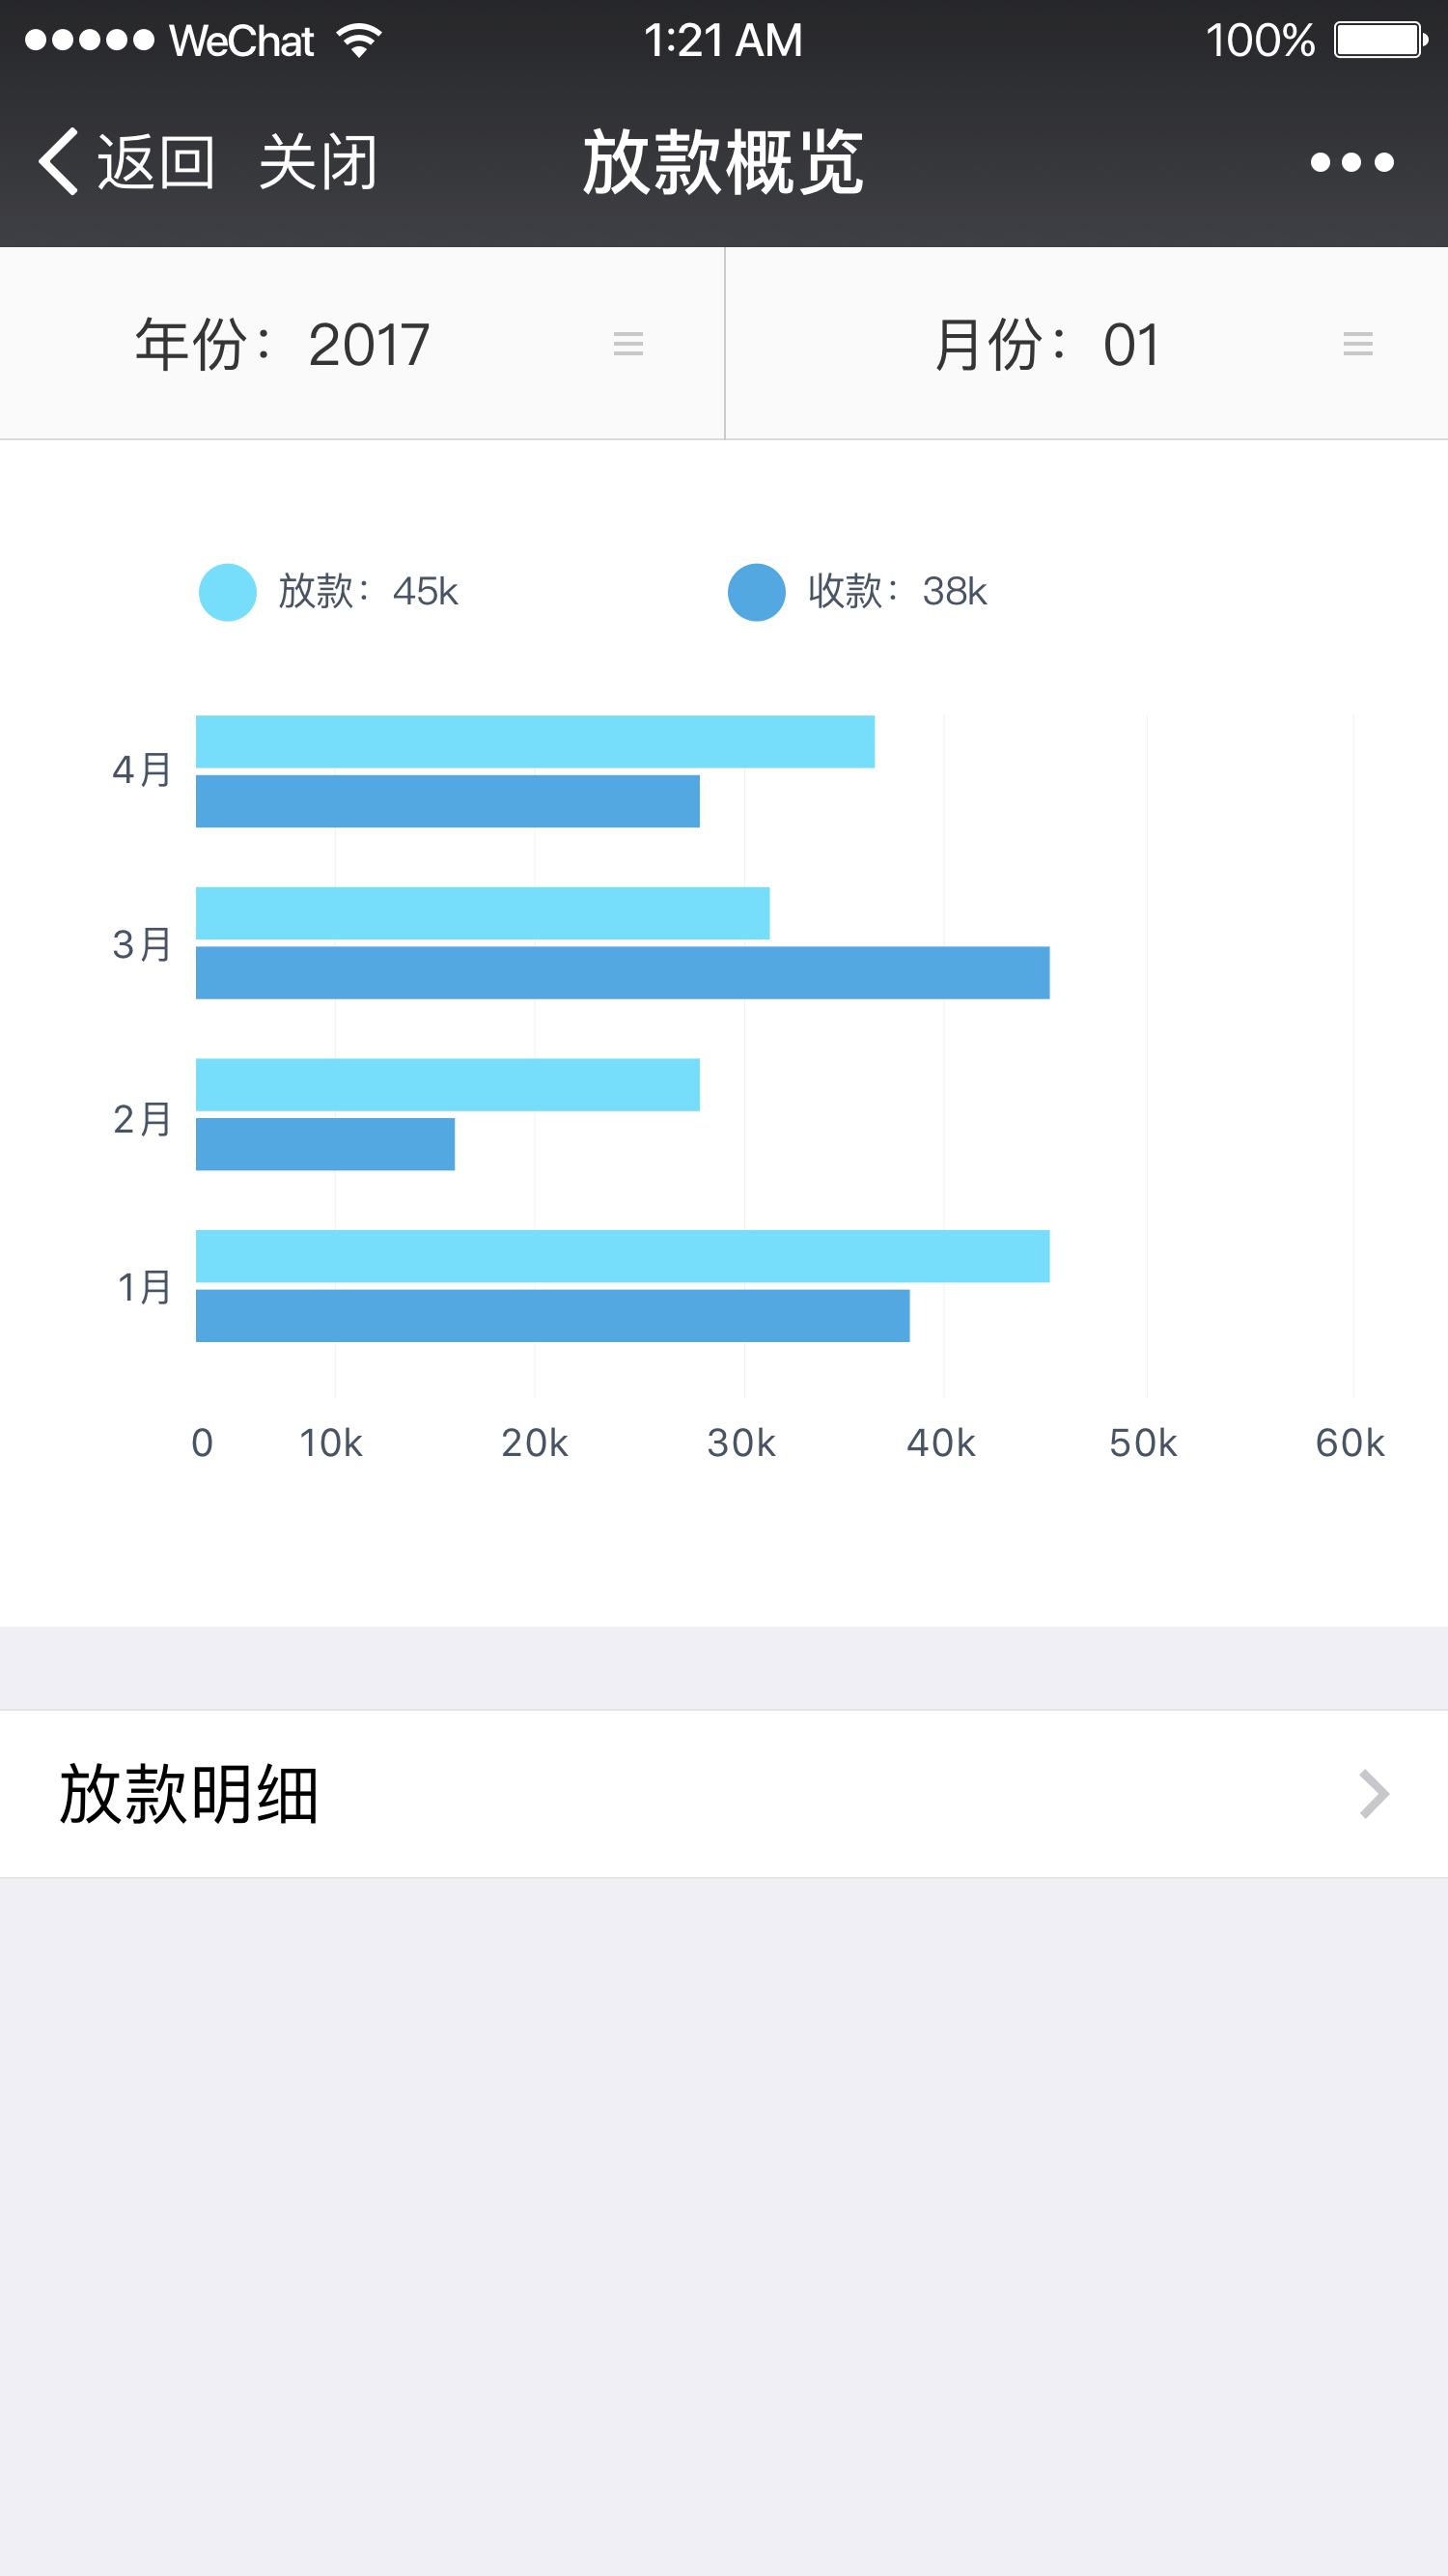 WeChat 1:21 AM 100%
返回 关闭 放款概览
年份：2017 月份：01
放款：45k 收款：38k
4月
3月
2月
1月
0 10k 20k 30k 40k 50k 60k
放款明细